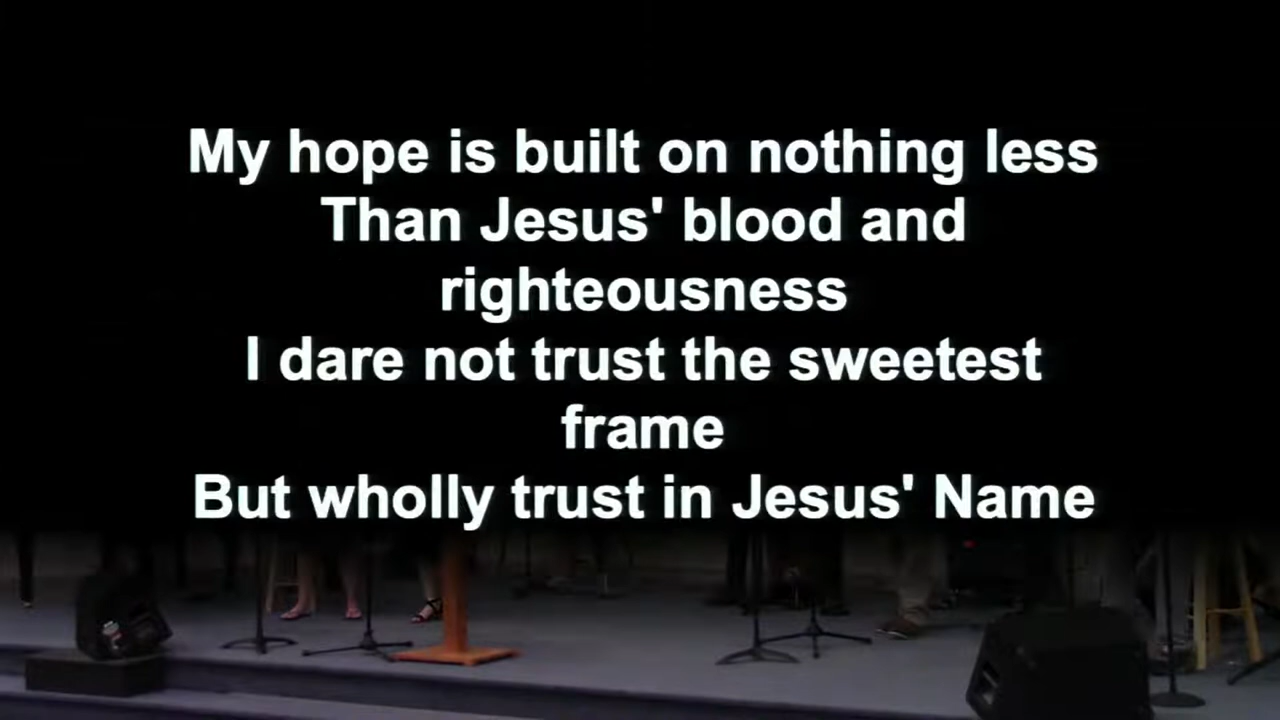 My hope is built on nothing less
Than Jesus' blood and
righteousness
I dare not trust the sweetest
frame
But wholly trust in Jesus' Name